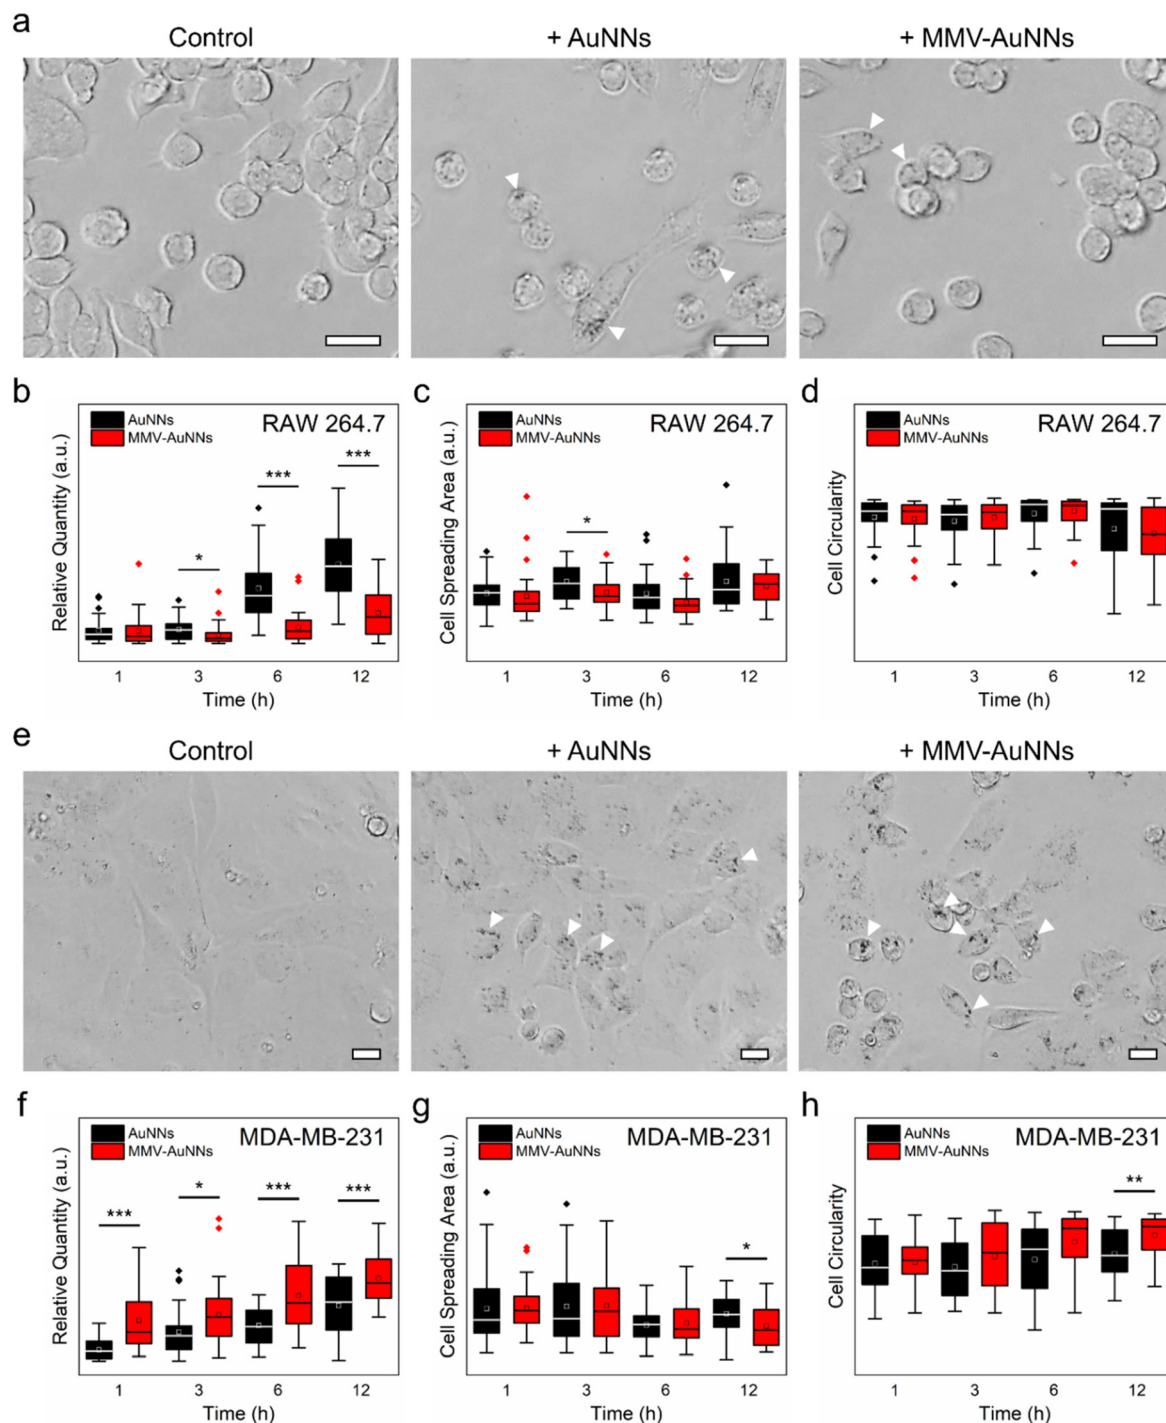 a
Control
+ AuNNs
+ MMV-AuNNs
b
Relative Quantity (a.u.)
AuNNs
MMV-AuNNs
RAW 264.7
*
***
***
1 3 6 12
Time (h)
c
Cell Spreading Area (a.u.)
AuNNs
MMV-AuNNs
RAW 264.7
*
1 3 6 12
Time (h)
d
Cell Circularity
AuNNs
MMV-AuNNs
RAW 264.7
1 3 6 12
Time (h)
e
Control
+ AuNNs
+ MMV-AuNNs
f
Relative Quantity (a.u.)
AuNNs
MMV-AuNNs
MDA-MB-231
***
*
***
***
1 3 6 12
Time (h)
g
Cell Spreading Area (a.u.)
AuNNs
MMV-AuNNs
MDA-MB-231
*
1 3 6 12
Time (h)
h
Cell Circularity
AuNNs
MMV-AuNNs
MDA-MB-231
**
1 3 6 12
Time (h)